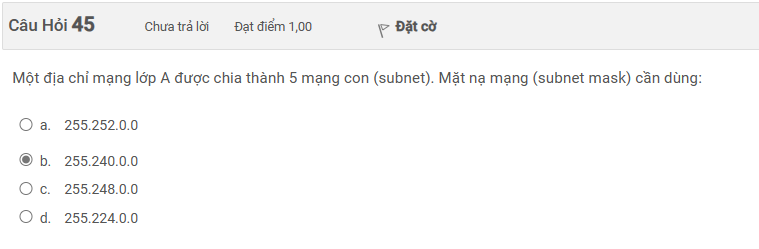 Câu Hỏi 45 Chưa trả lời Đạt điểm 1,00 Đặt cờ
Một địa chỉ mạng lớp A được chia thành 5 mạng con (subnet). Mặt nạ mạng (subnet mask) cần dùng:
a. 255.252.0.0
b. 255.240.0.0
c. 255.248.0.0
d. 255.224.0.0